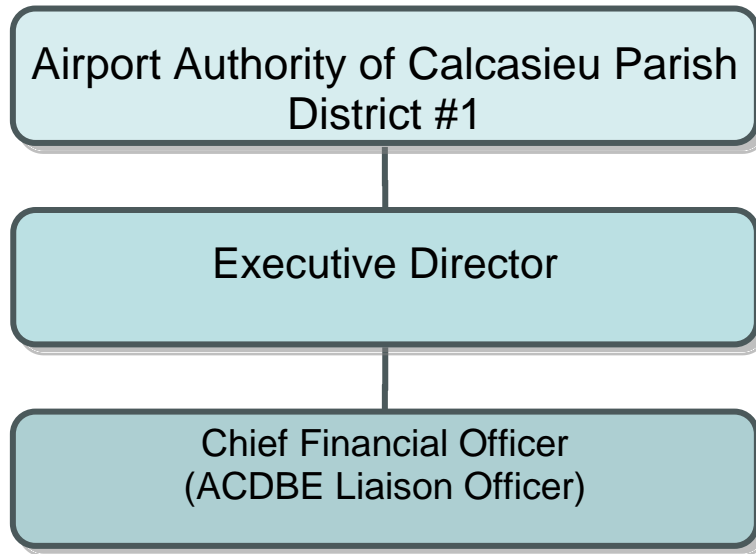 Airport Authority of Calcasieu Parish
District #1
Executive Director
Chief Financial Officer
(ACDBE Liaison Officer)